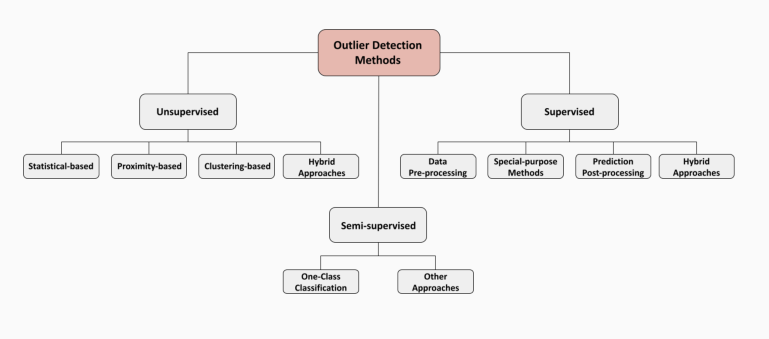 Outlier Detection
Methods
Unsupervised
Supervised
Statistical-based
Proximity-based
Clustering-based
Hybrid
Approaches
Data
Pre-processing
Special-purpose
Methods
Prediction
Post-processing
Hybrid
Approaches
Semi-supervised
One-Class
Classification
Other
Approaches